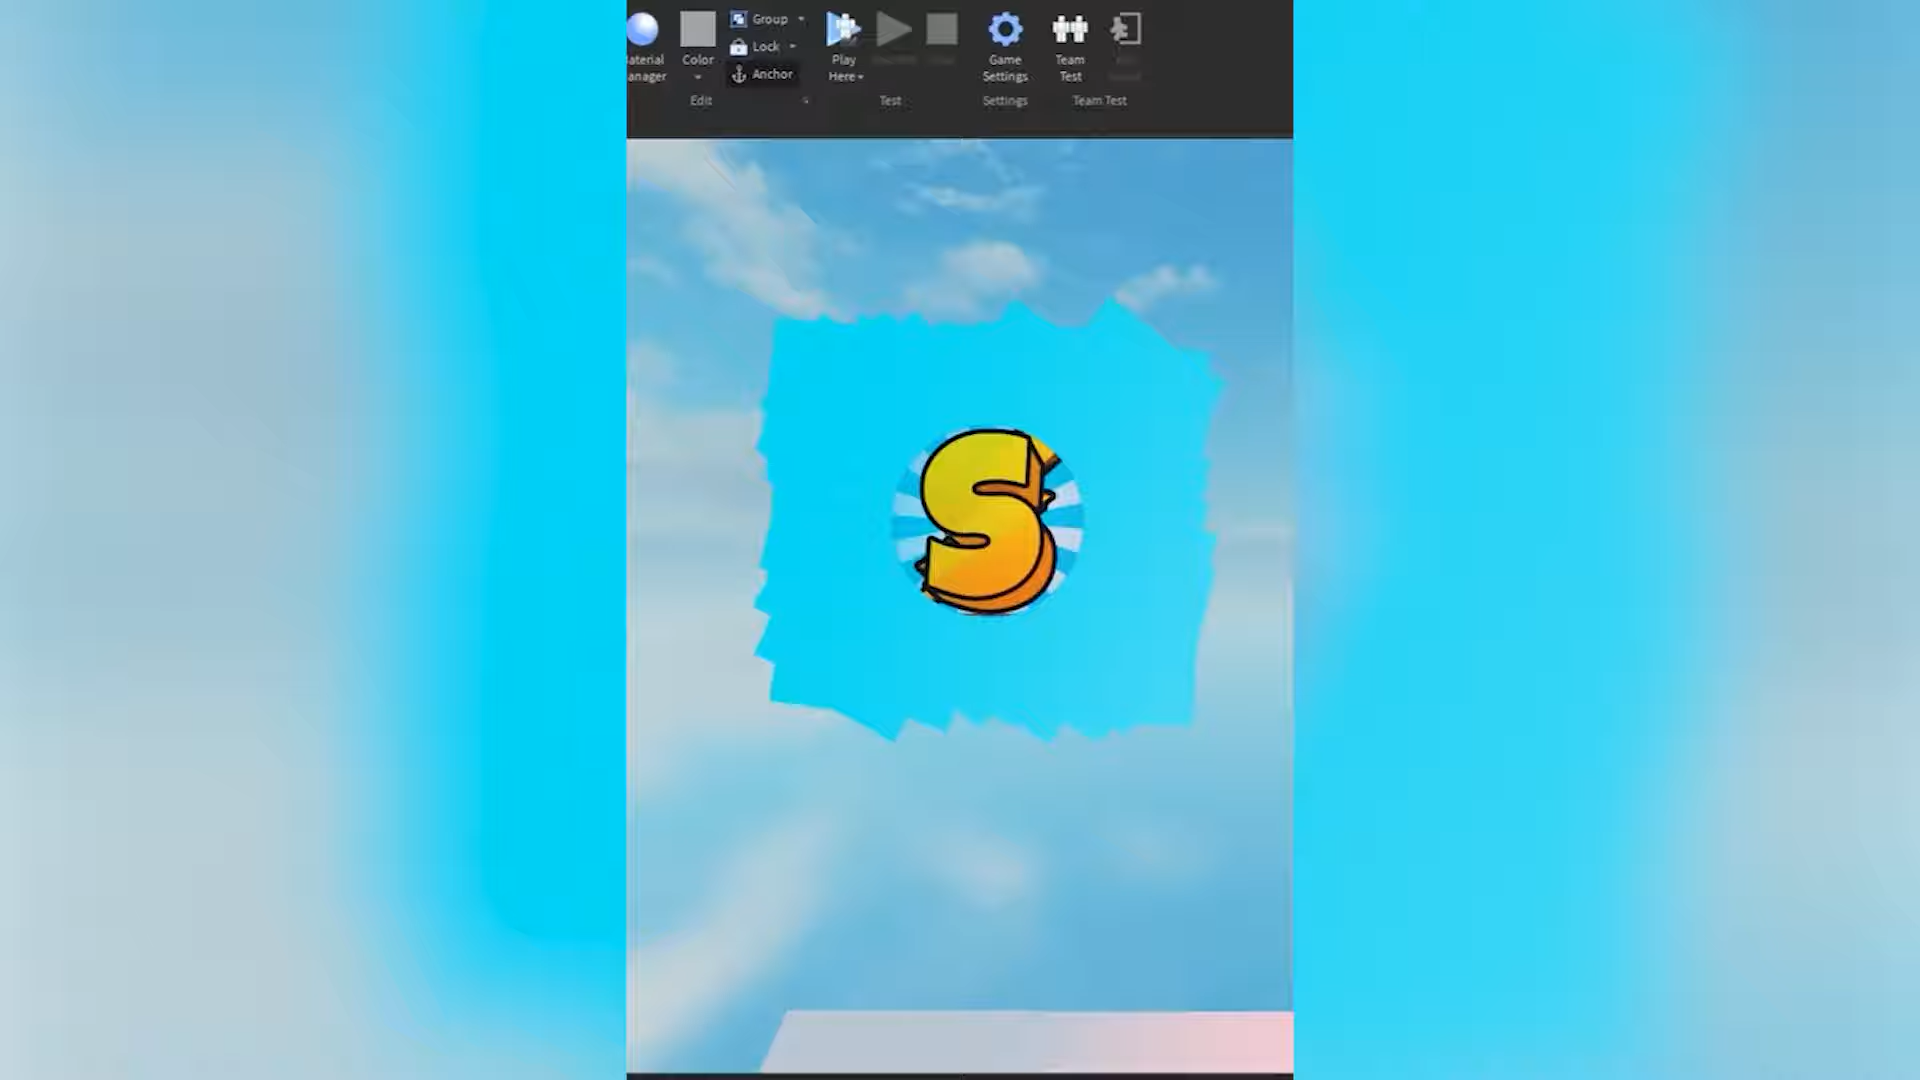 Group
Lock
Anchor
aterial
anager
Color
Play
Here
Game
Settings
Team
Test
Edit
Test
Settings
Team Test
S